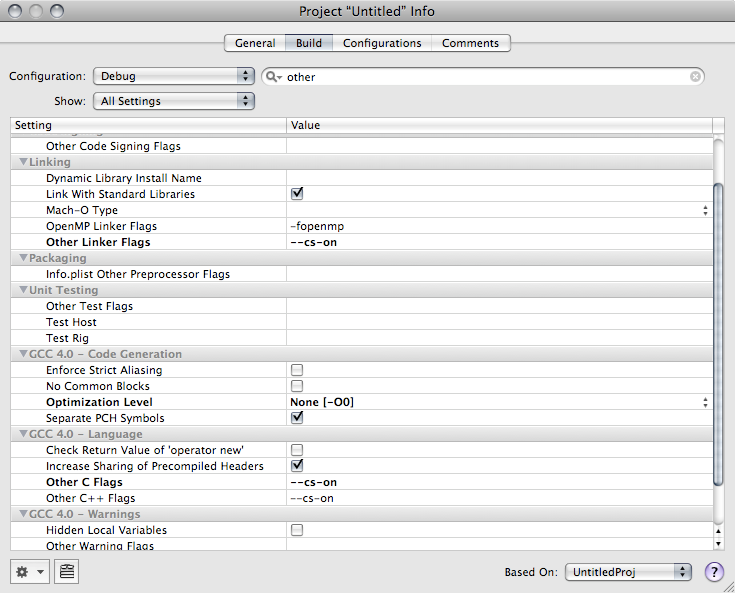 Project “Untitled” Info
General Build Configurations Comments
Configuration: Debug other
Show: All Settings
Setting Value
Other Code Signing Flags
Linking
Dynamic Library Install Name
Link With Standard Libraries
Mach-O Type
OpenMP Linker Flags -fopenmp
Other Linker Flags --cs-on
Packaging
Info.plist Other Preprocessor Flags
Unit Testing
Other Test Flags
Test Host
Test Rig
GCC 4.0 - Code Generation
Enforce Strict Aliasing
No Common Blocks
Optimization Level None [-O0]
Separate PCH Symbols
GCC 4.0 - Language
Check Return Value of 'operator new'
Increase Sharing of Precompiled Headers
Other C Flags --cs-on
Other C++ Flags --cs-on
GCC 4.0 - Warnings
Hidden Local Variables
Other Warning Flags
Based On: UntitledProj ?